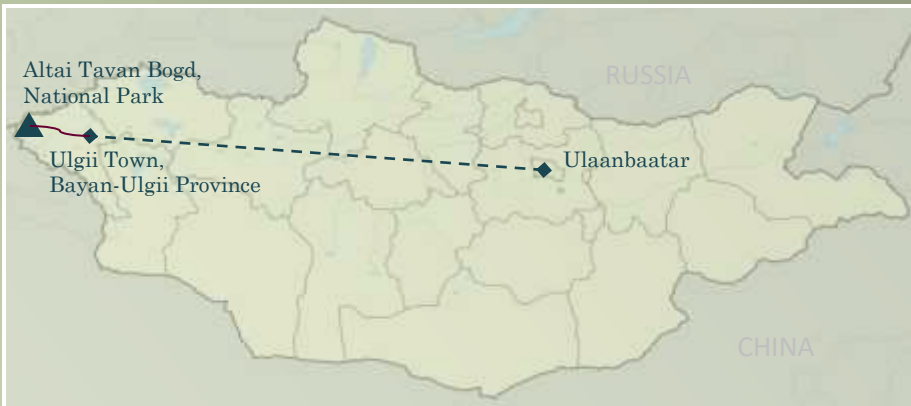 Altai Tavan Bogd,
National Park
RUSSIA
Ulgii Town,
Bayan-Ulgii Province
Ulaanbaatar
CHINA